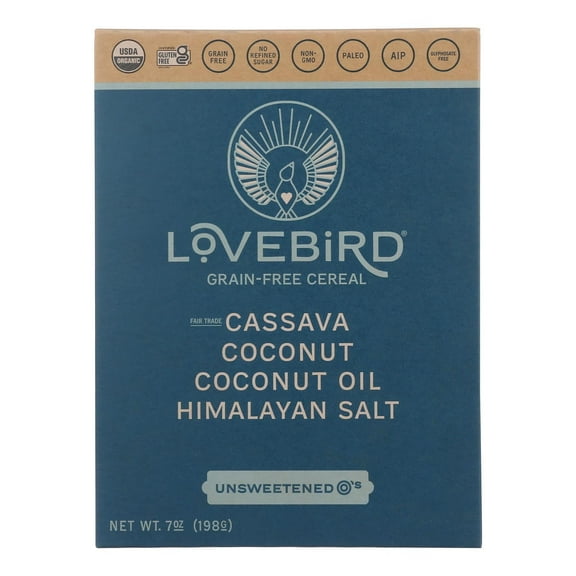 USDA
ORGANIC
GLUTEN
FREE
GRAIN
FREE
NO
REFINED
SUGAR
NON-
GMO
PALEO
AIP
GLYPHOSATE
FREE
LOVEBiRD®
GRAIN-FREE CEREAL
FAIR TRADE CASSAVA
COCONUT
COCONUT OIL
HIMALAYAN SALT
UNSWEETENED O's
NET WT. 7OZ (198G)